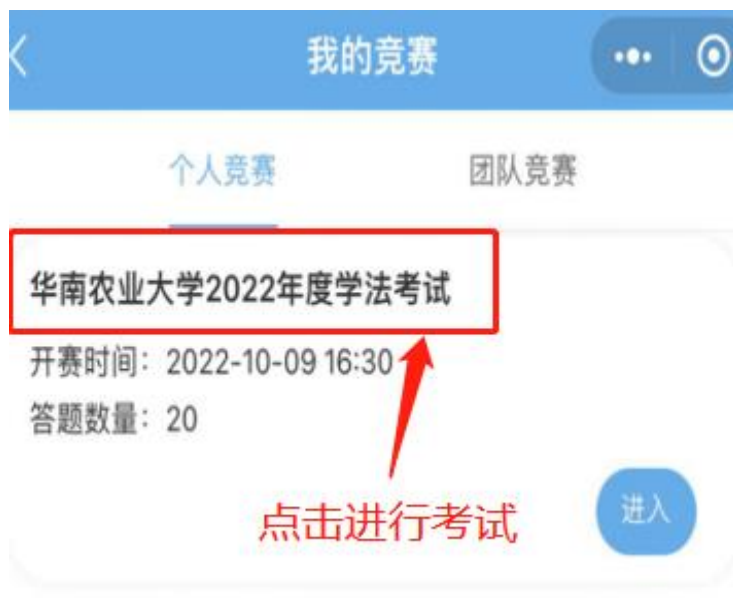 我的竞赛
个人竞赛 团队竞赛
华南农业大学2022年度学法考试
开赛时间：2022-10-09 16:30
答题数量：20
点击进行考试
进入